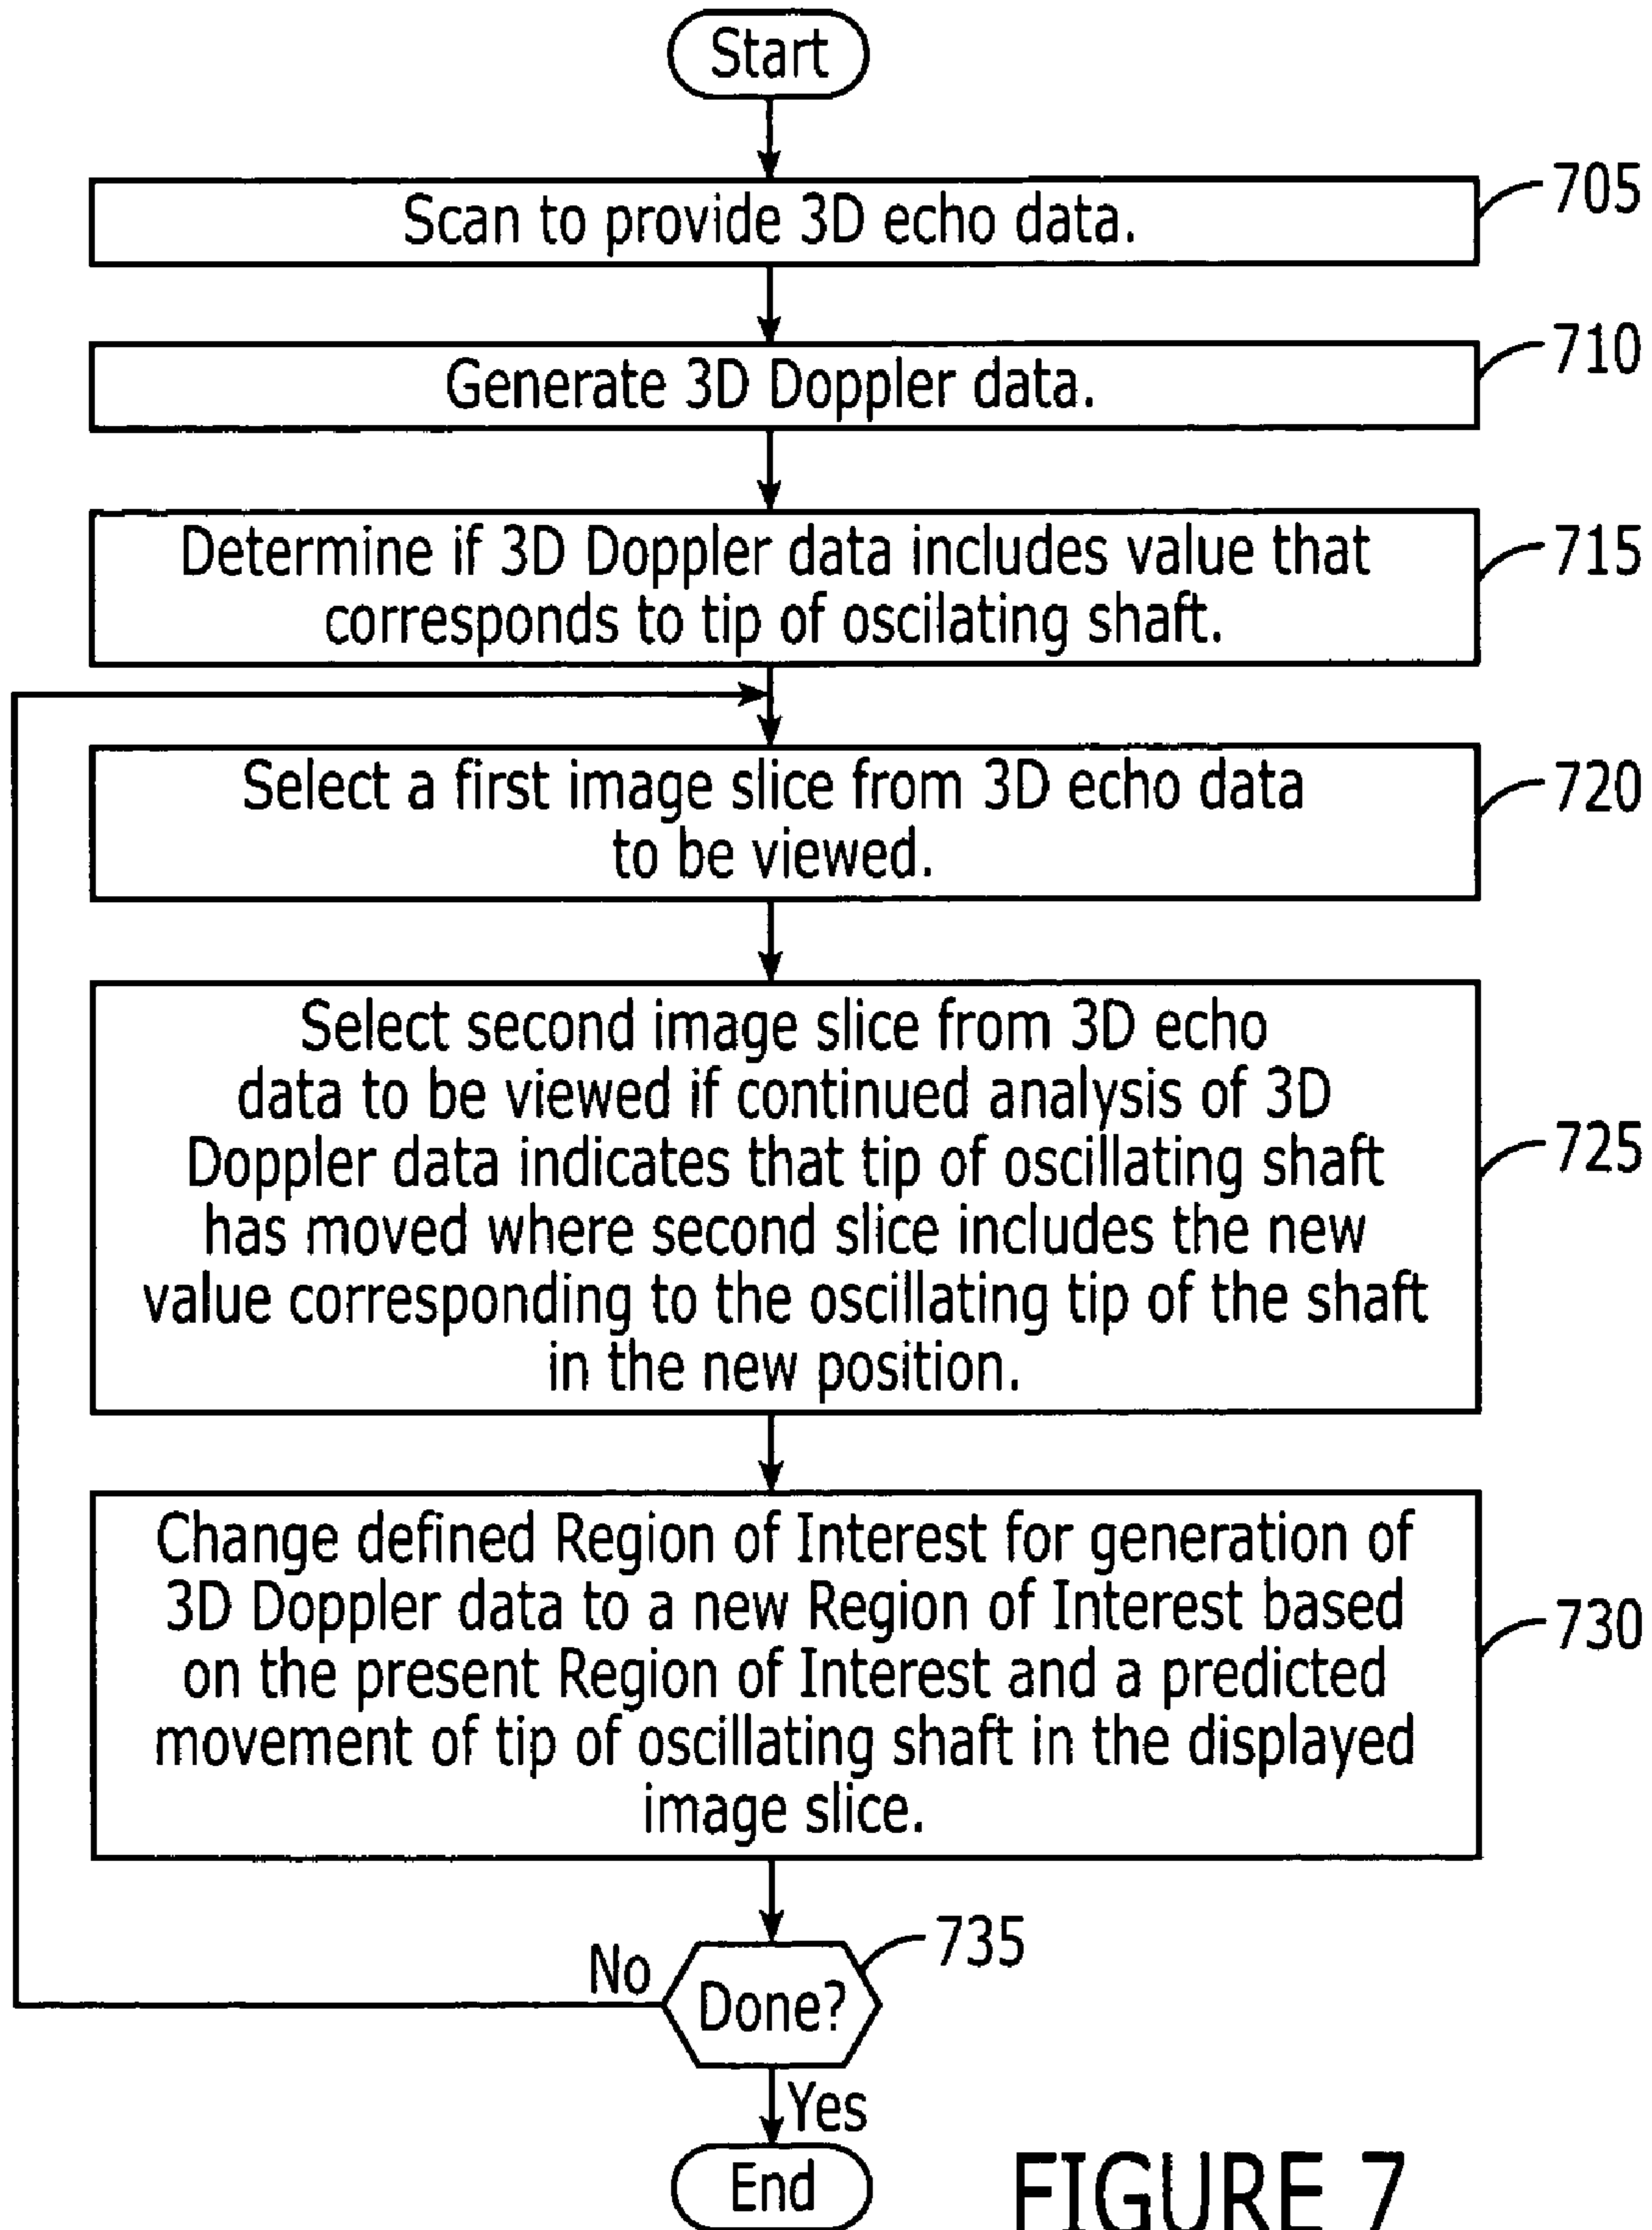 Start
Scan to provide 3D echo data.
705
Generate 3D Doppler data.
710
Determine if 3D Doppler data includes value that
corresponds to tip of oscilating shaft.
715
Select a first image slice from 3D echo data
to be viewed.
720
Select second image slice from 3D echo
data to be viewed if continued analysis of 3D
Doppler data indicates that tip of oscillating shaft
has moved where second slice includes the new
value corresponding to the oscillating tip of the shaft
in the new position.
725
Change defined Region of Interest for generation of
3D Doppler data to a new Region of Interest based
on the present Region of Interest and a predicted
movement of tip of oscillating shaft in the displayed
image slice.
730
735
No
Done?
Yes
End
FIGURE 7